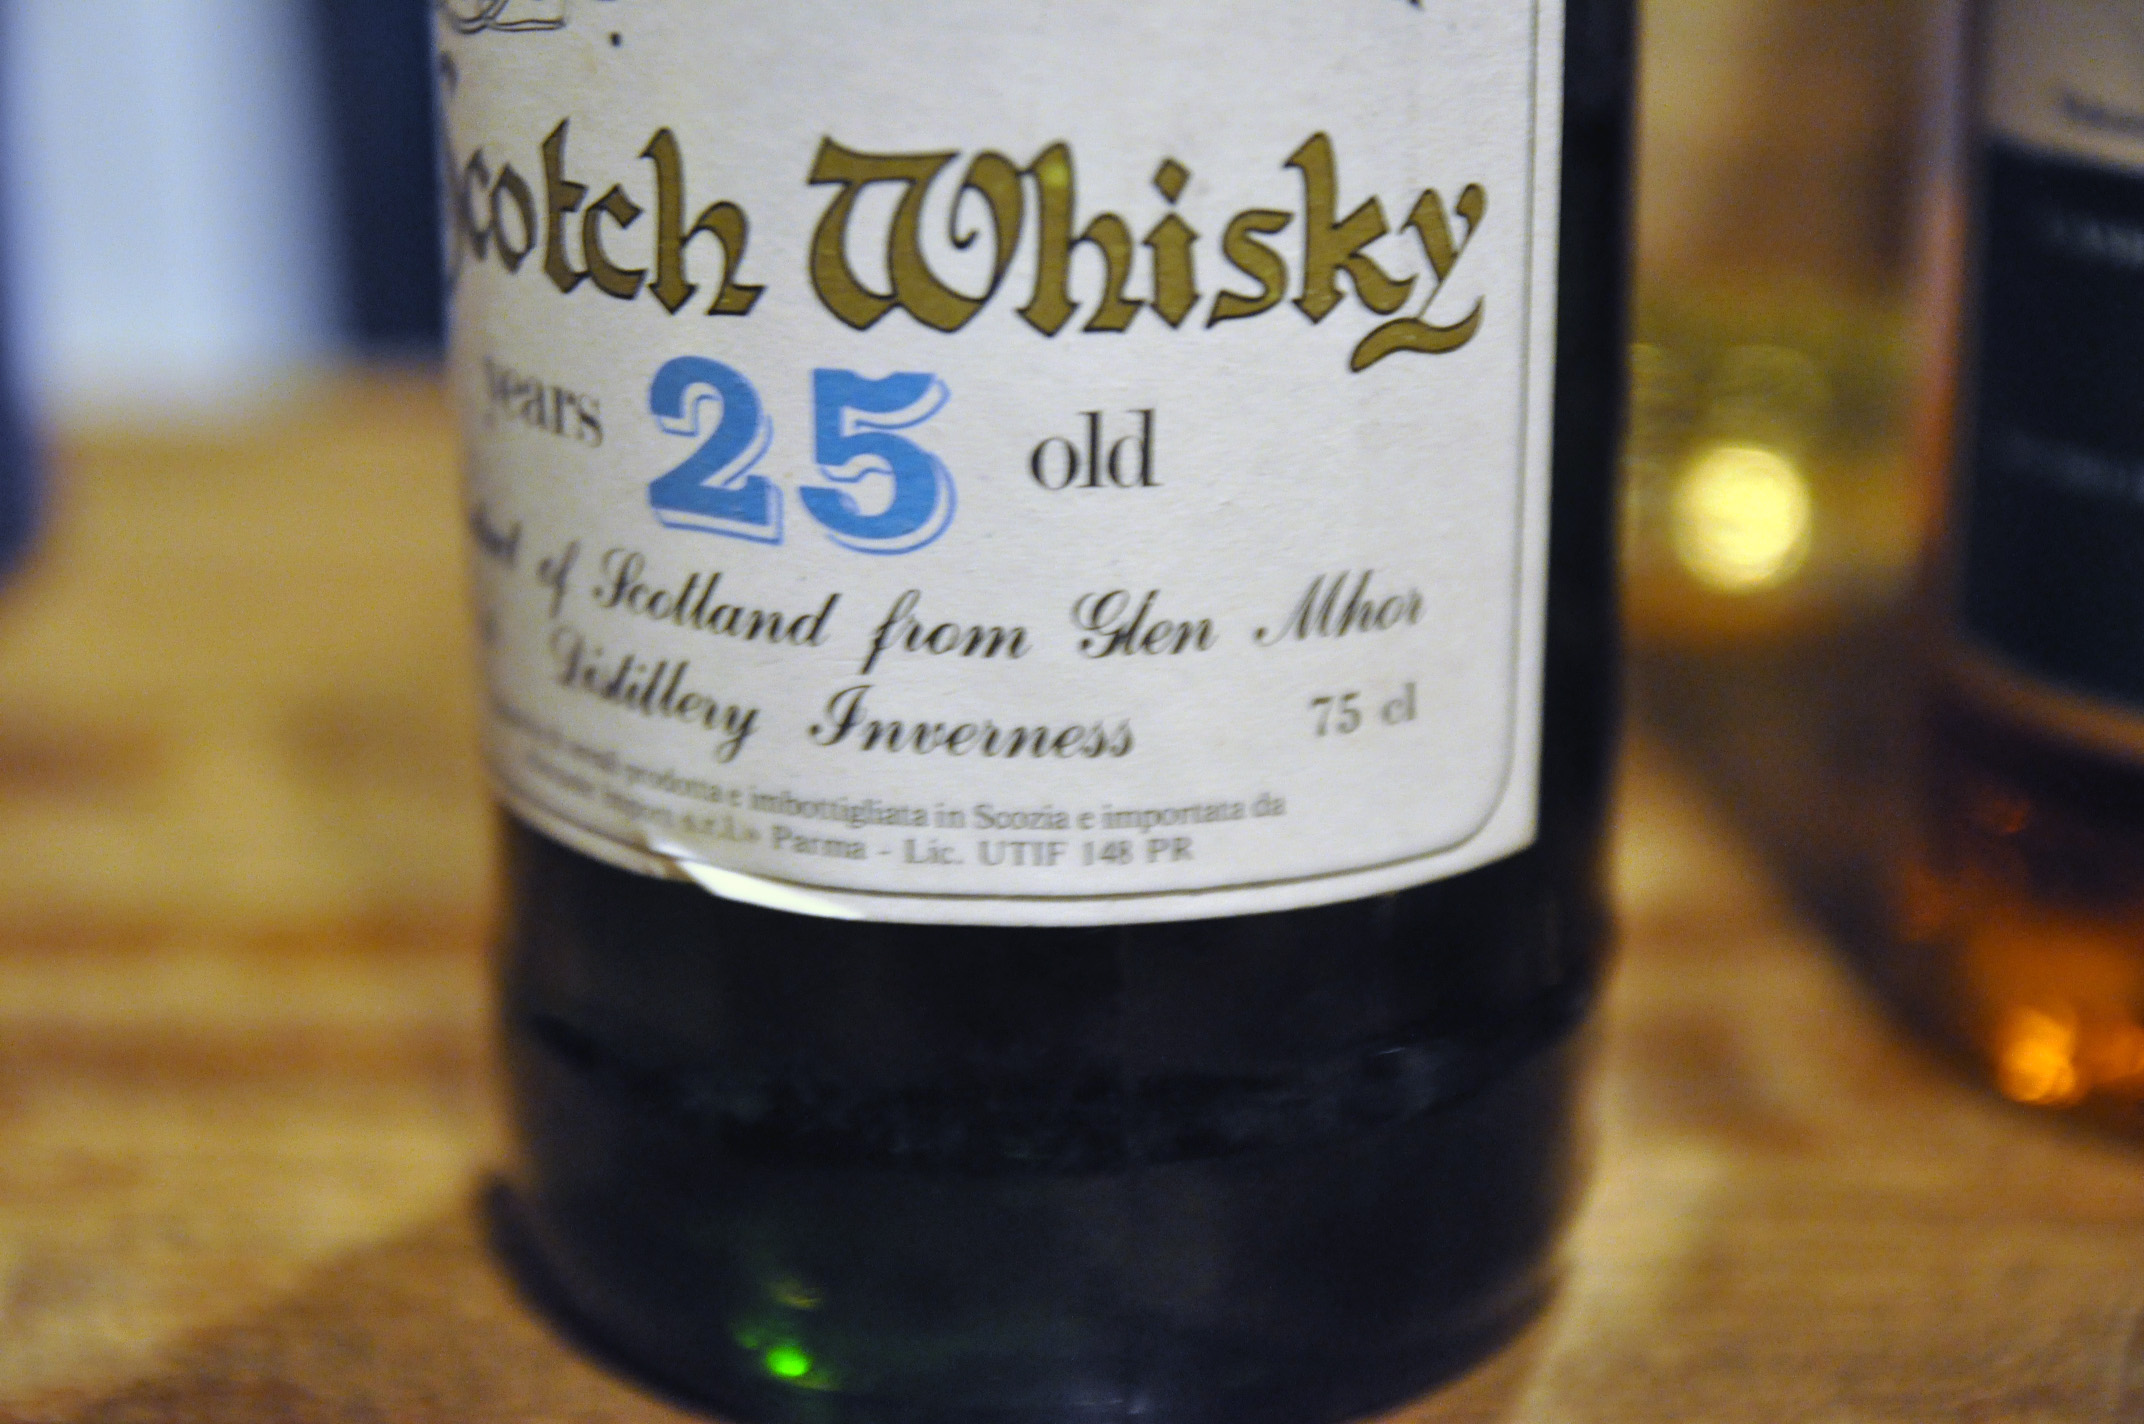 Scotch Whisky
years 25 old
of Scotland from Glen Mhor
Distillery Inverness 75 cl
prodotta e imbottigliata in Scozia e importata da
s.r.l.» Parma - Lic. UTIF 148 PR